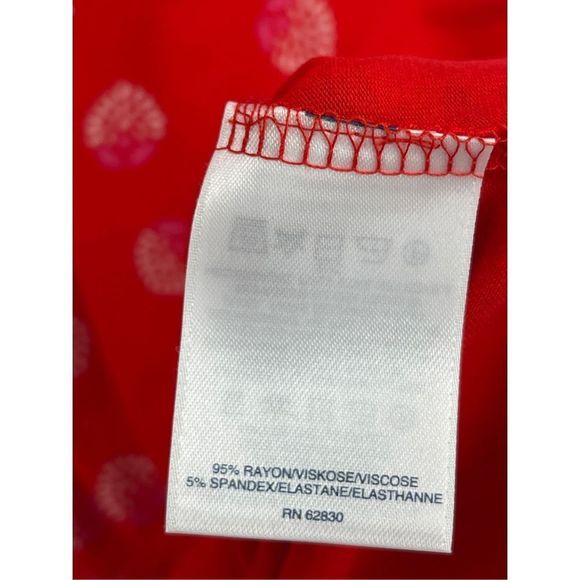 95% RAYON/VISKOSE/VISCOSE
5% SPANDEX/ELASTANE/ELASTHANNE
RN 62830